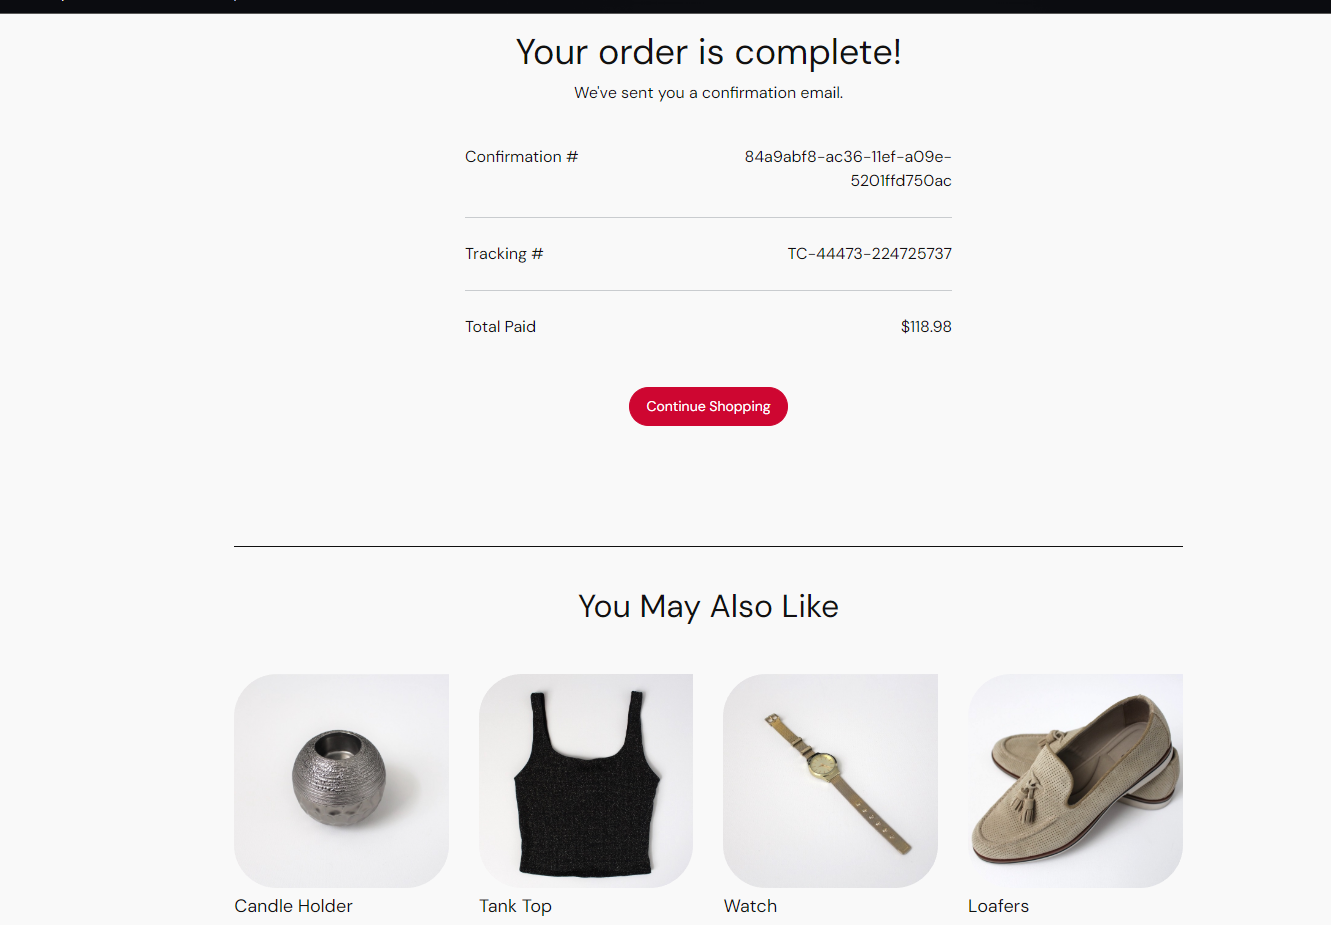 Your order is complete!
We've sent you a confirmation email.
Confirmation #
84a9abf8-ac36-11ef-a09e-
5201ffd750ac
Tracking #
TC-44473-224725737
Total Paid
$118.98
Continue Shopping
You May Also Like
Candle Holder
Tank Top
Watch
Loafers